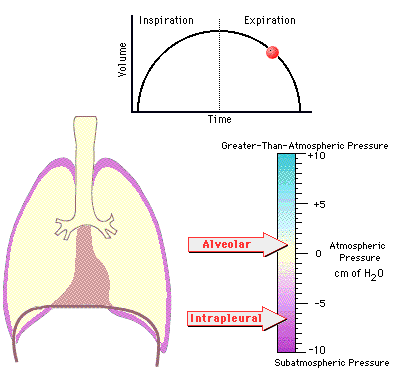 Inspiration
Expiration
Volume
Time
Greater-Than-Atmospheric Pressure
+10
+5
Alveolar
0
Atmospheric
Pressure
cm of H₂O
-5
Intrapleural
-10
Subatmospheric Pressure